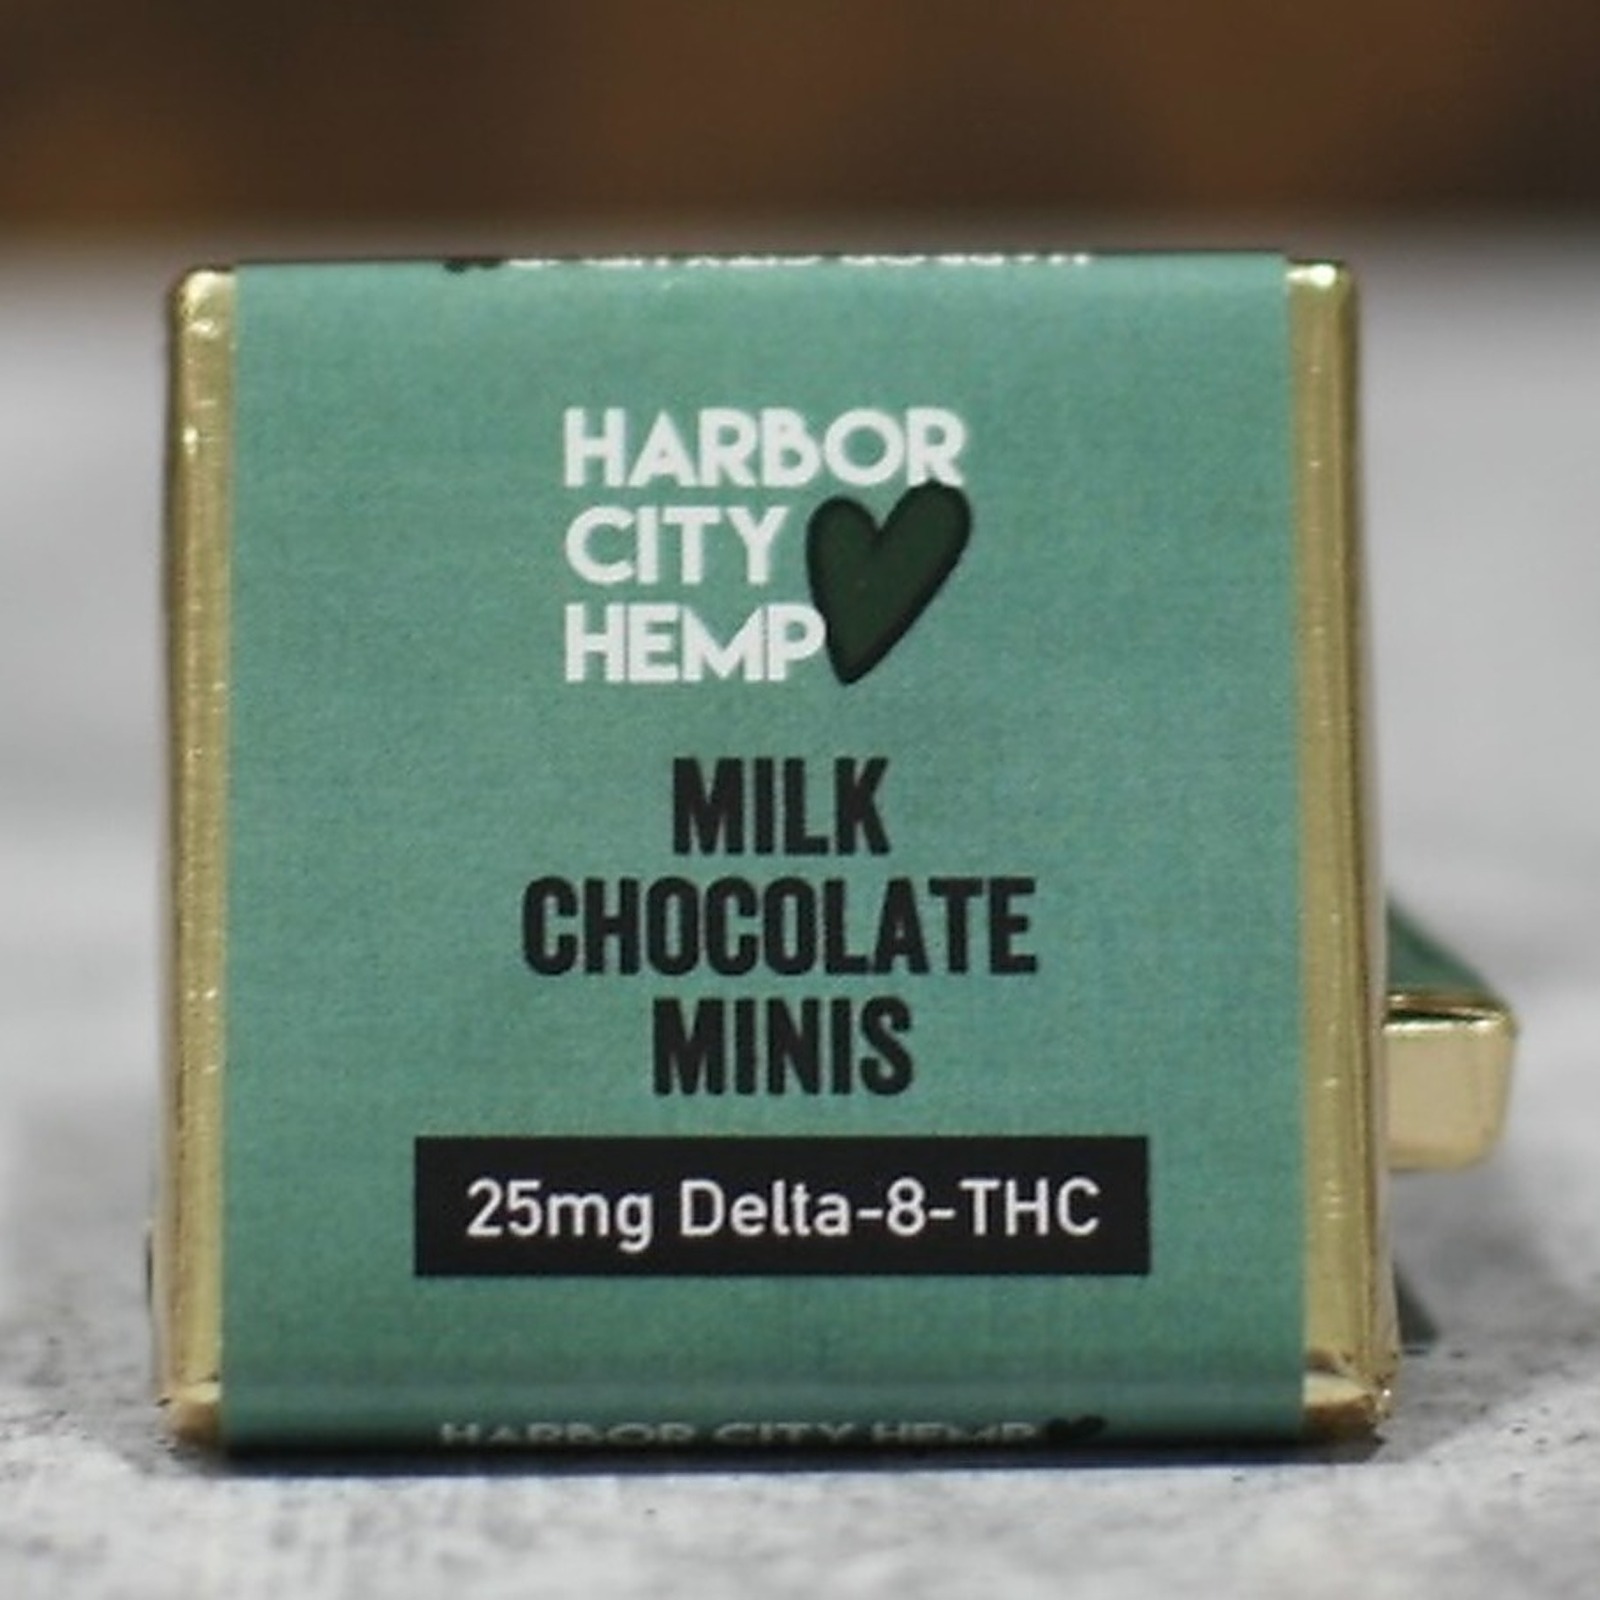 HARBOR
CITY
HEMP
MILK
CHOCOLATE
MINIS
25mg Delta-8-THC
HARBOR CITY HEMP